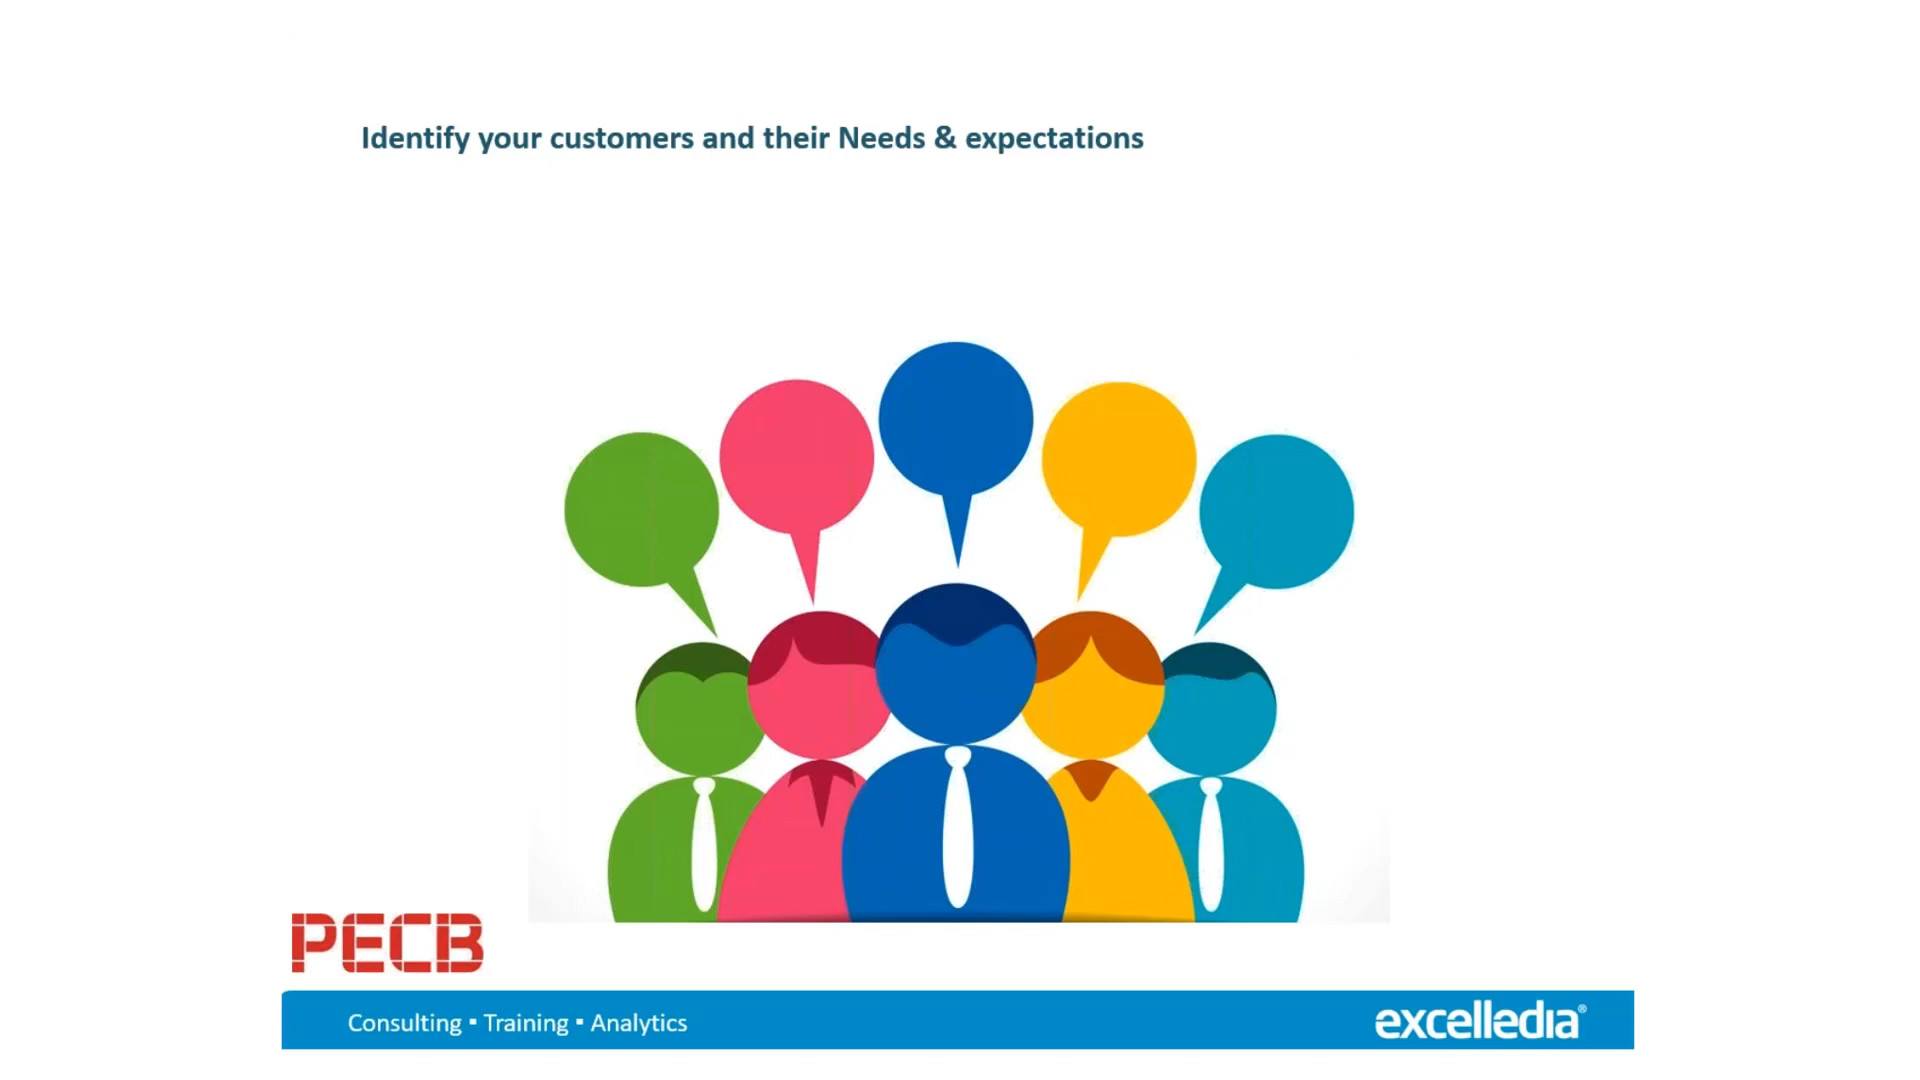 Identify your customers and their Needs & expectations
PECB
Consulting ▪ Training ▪ Analytics
excelledia®